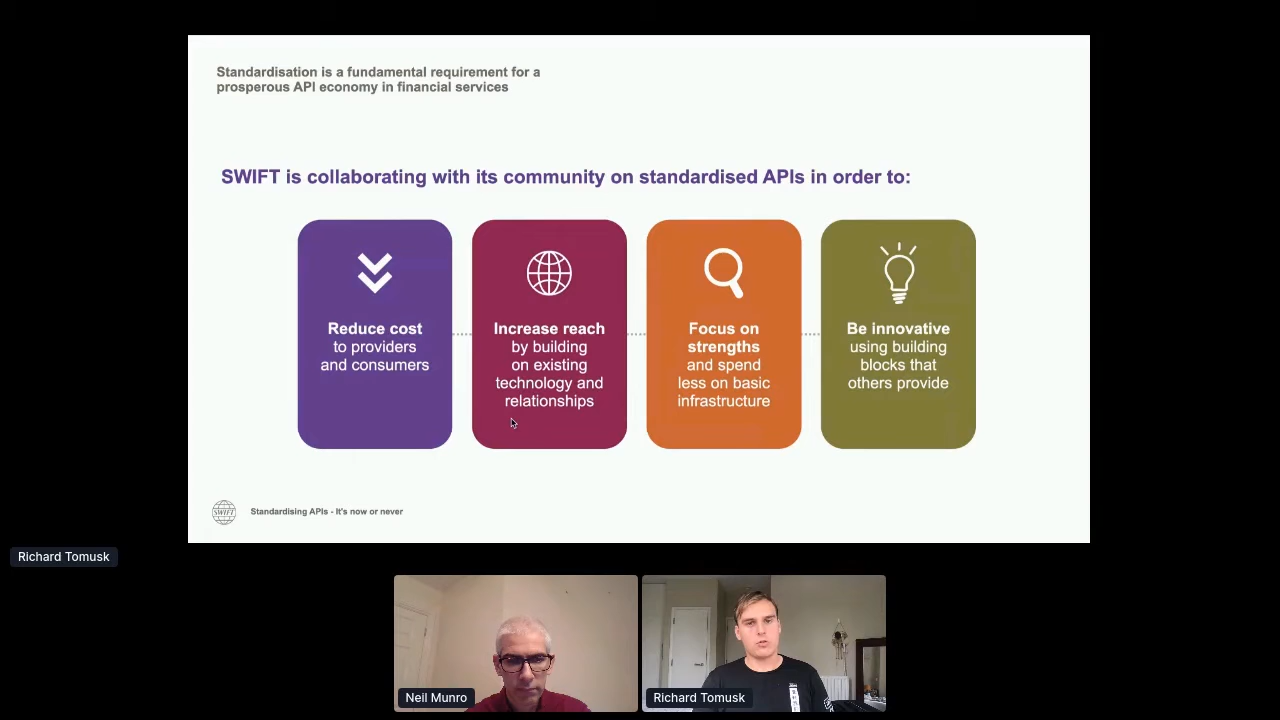 Standardisation is a fundamental requirement for a
prosperous API economy in financial services
SWIFT is collaborating with its community on standardised APIs in order to:
Reduce cost
to providers
and consumers
Increase reach
by building
on existing
technology and
relationships
Focus on
strengths
and spend
less on basic
infrastructure
Be innovative
using building
blocks that
others provide
SWIFT
Standardising APIs - It's now or never
Richard Tomusk
Neil Munro
Richard Tomusk